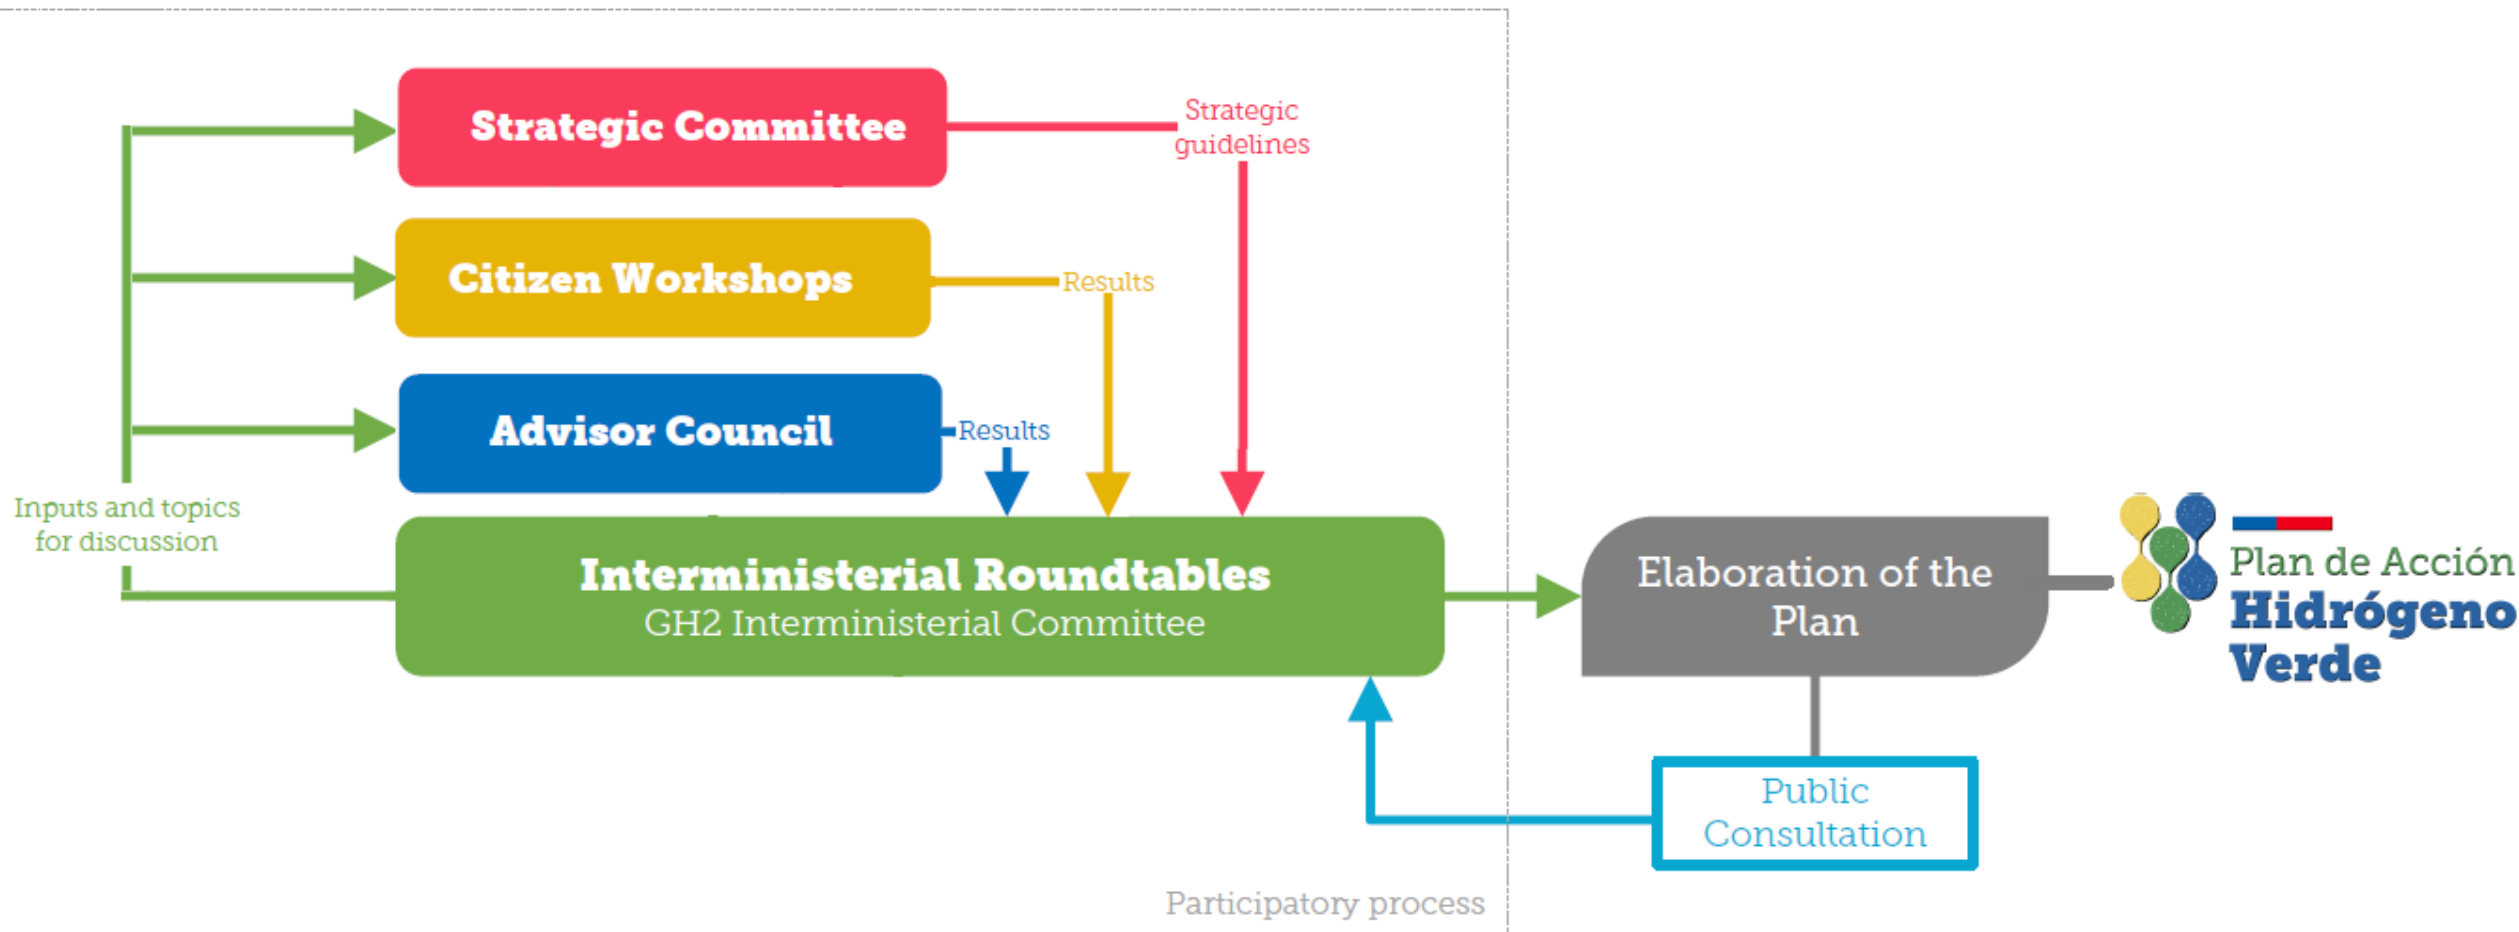 Strategic Committee
Strategic
guidelines
Citizen Workshops
Results
Advisor Council
Results
Inputs and topics
for discussion
Interministerial Roundtables
GH2 Interministerial Committee
Elaboration of the
Plan
Plan de Acción
Hidrógeno
Verde
Public
Consultation
Participatory process